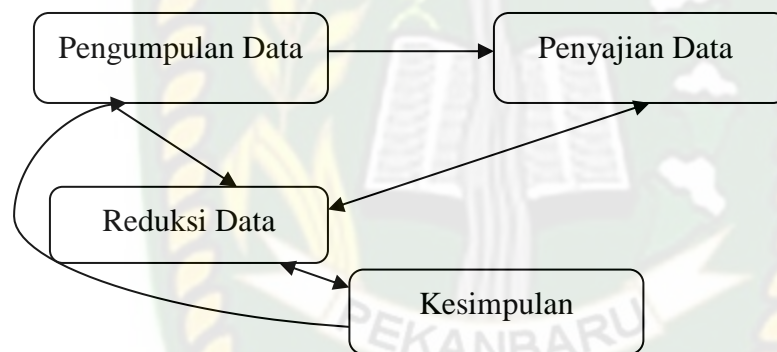 Pengumpulan Data
Penyajian Data
Reduksi Data
Kesimpulan
PEKANBARU